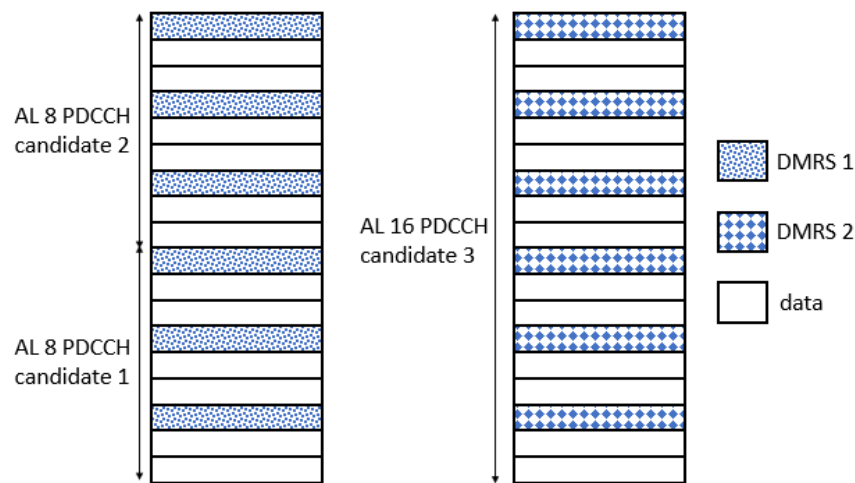 AL 8 PDCCH
candidate 2
AL 8 PDCCH
candidate 1
AL 16 PDCCH
candidate 3
DMRS 1
DMRS 2
data